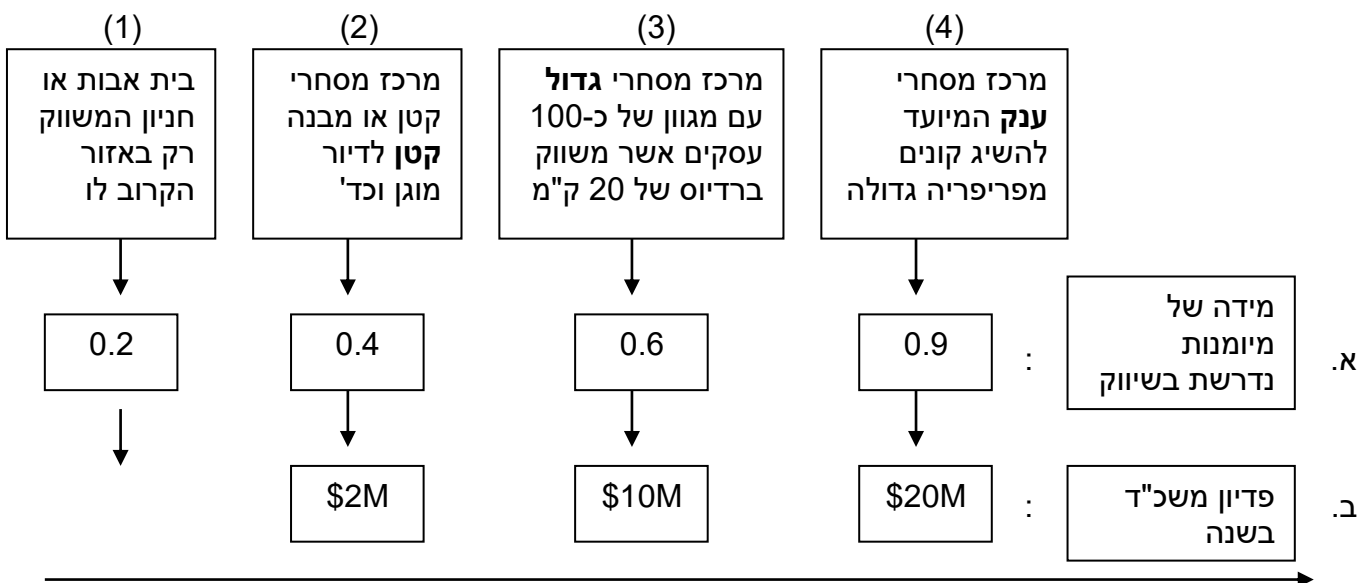 (1)
בית אבות או
חניון המשווק
רק באזור
הקרוב לו
(2)
מרכז מסחרי
קטן או מבנה
קטן לדיור
מוגן וכד'
(3)
מרכז מסחרי גדול
עם מגוון של כ-100
עסקים אשר משווק
ברדיוס של 20 ק"מ
(4)
מרכז מסחרי
ענק המיועד
להשיג קונים
מפריפריה גדולה
א.
מידה של
מיומנות
נדרשת בשיווק
:
0.2
0.4
0.6
0.9
ב.
פדיון משכ"ד
בשנה
:
$2M
$10M
$20M